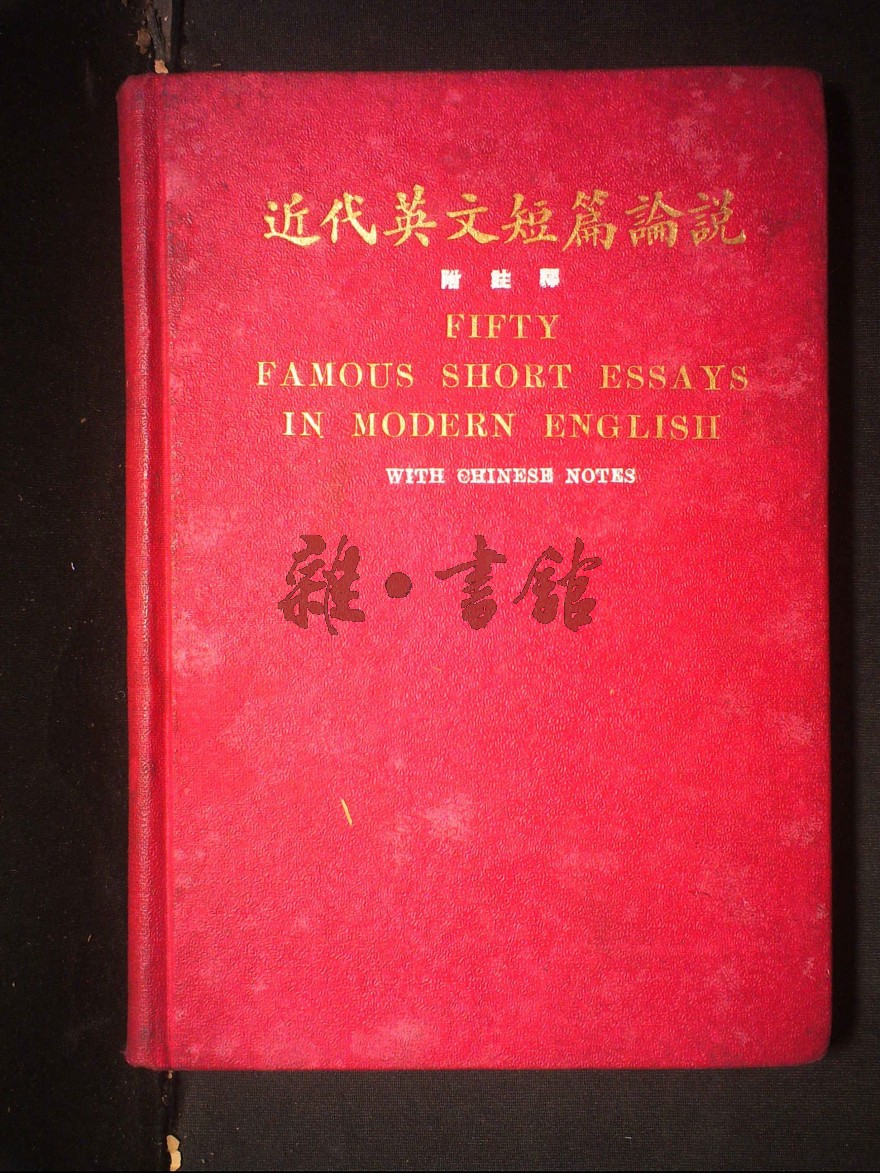 近代英文短篇論説
附註釋
FIFTY
FAMOUS SHORT ESSAYS
IN MODERN ENGLISH
WITH CHINESE NOTES
雜·書館